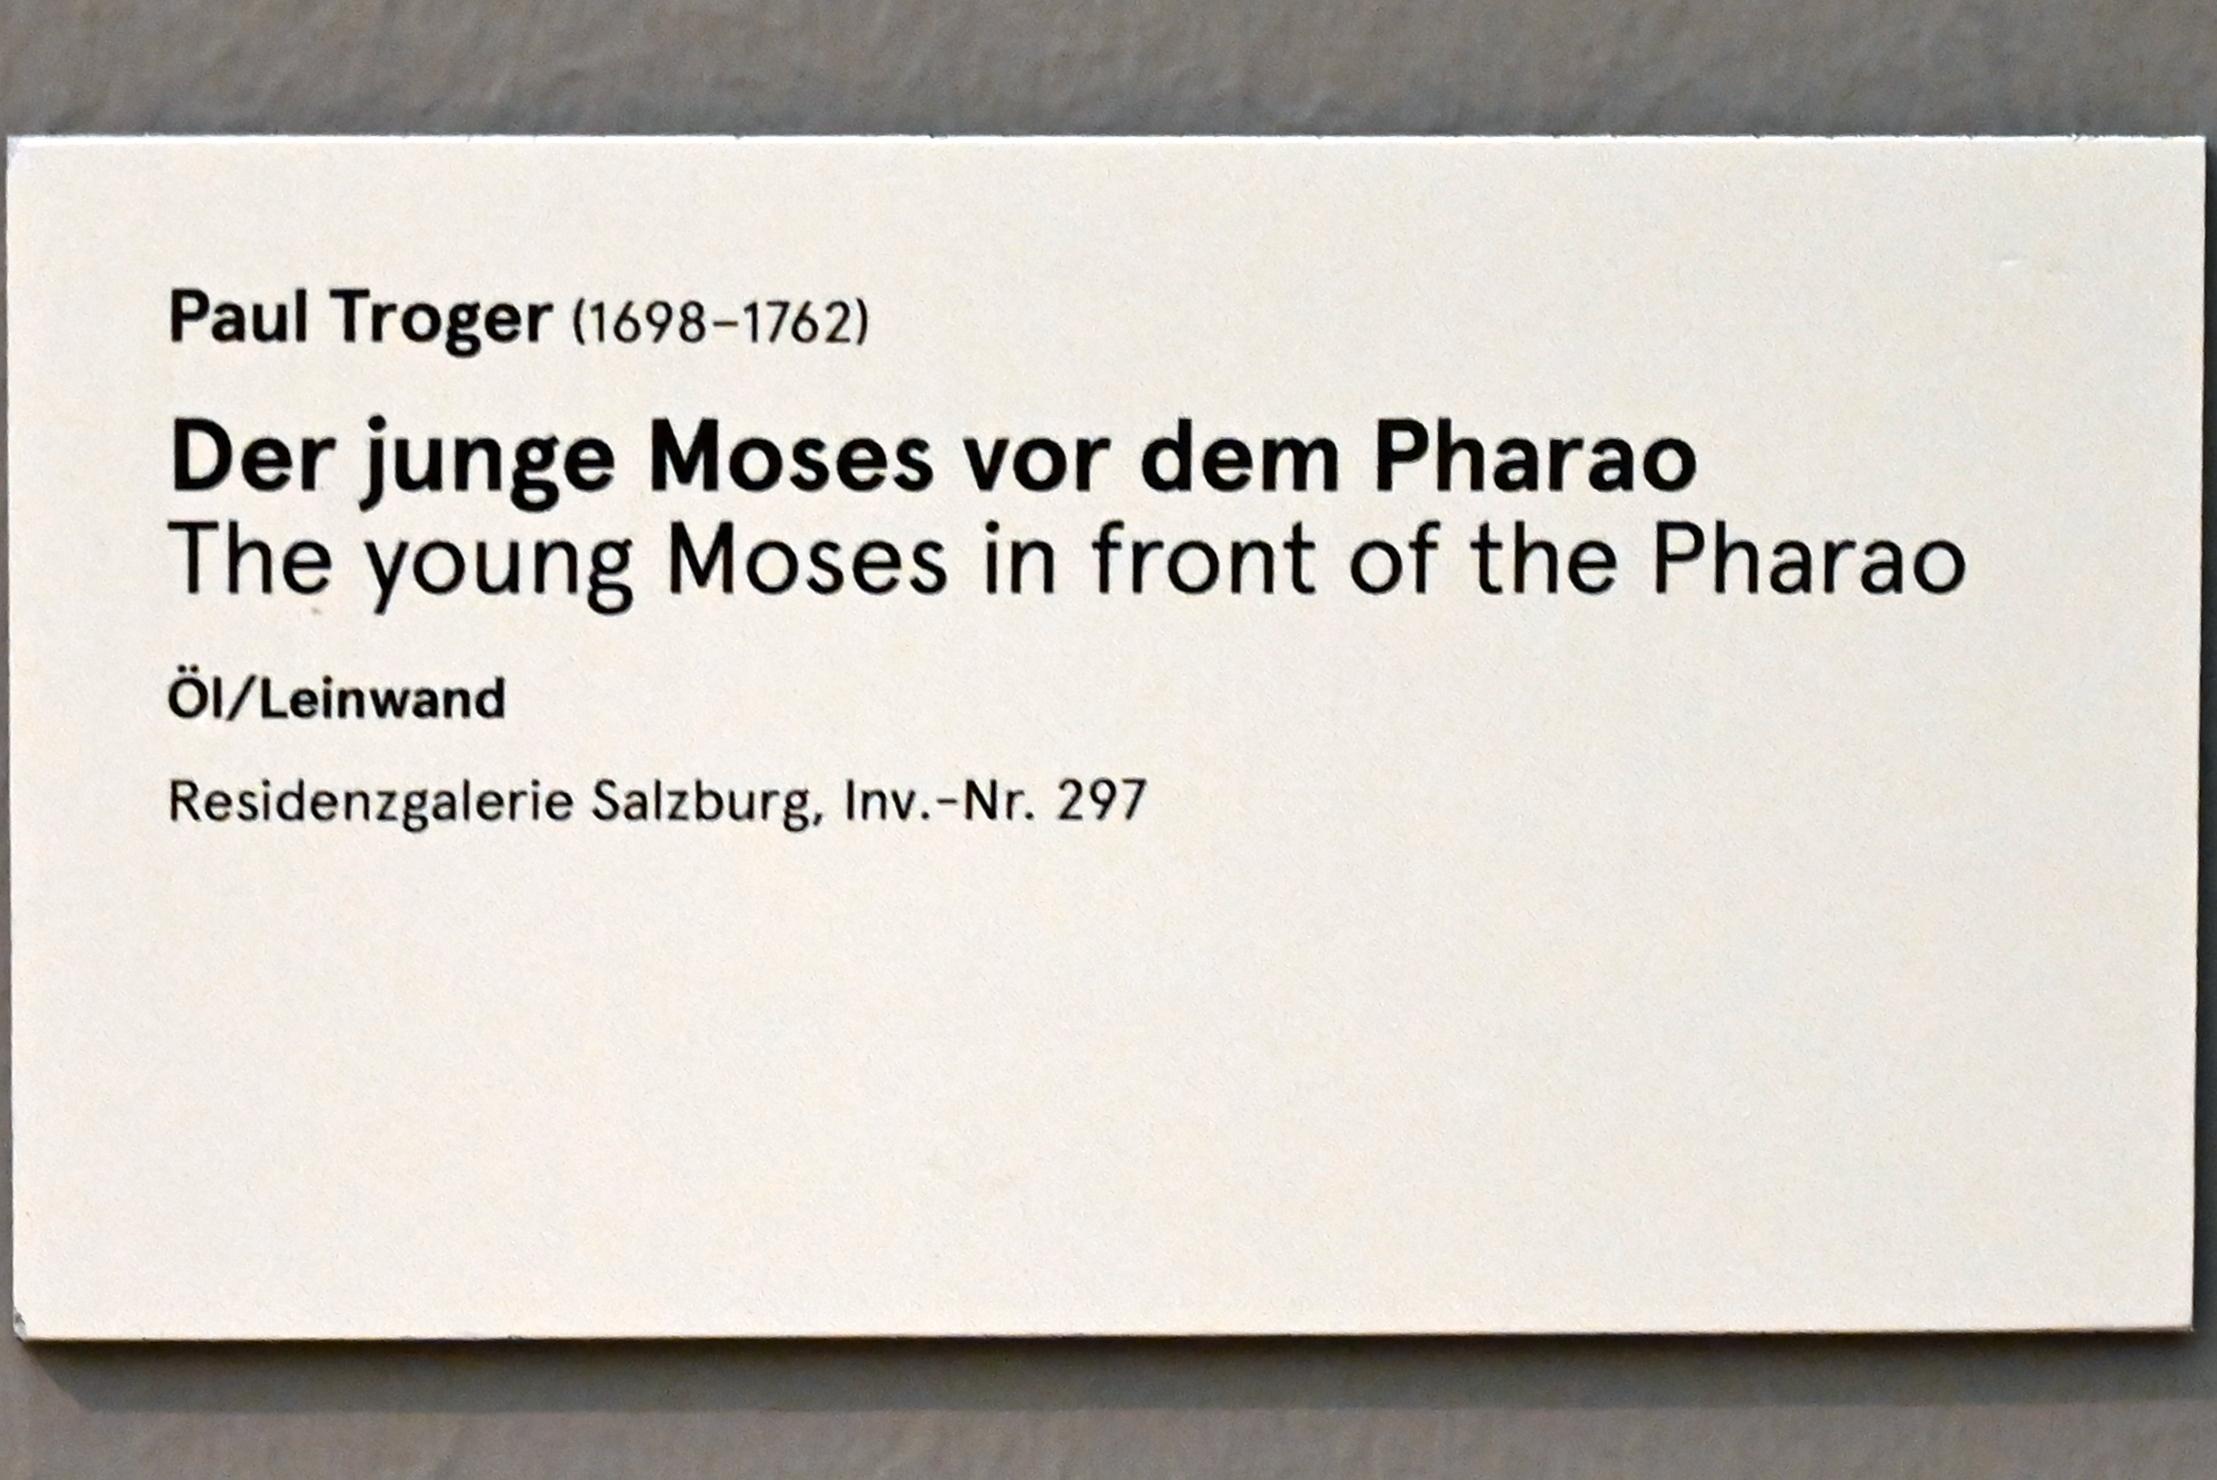 Paul Troger (1698–1762)
Der junge Moses vor dem Pharao
The young Moses in front of the Pharao
Öl/Leinwand
Residenzgalerie Salzburg, Inv.-Nr. 297